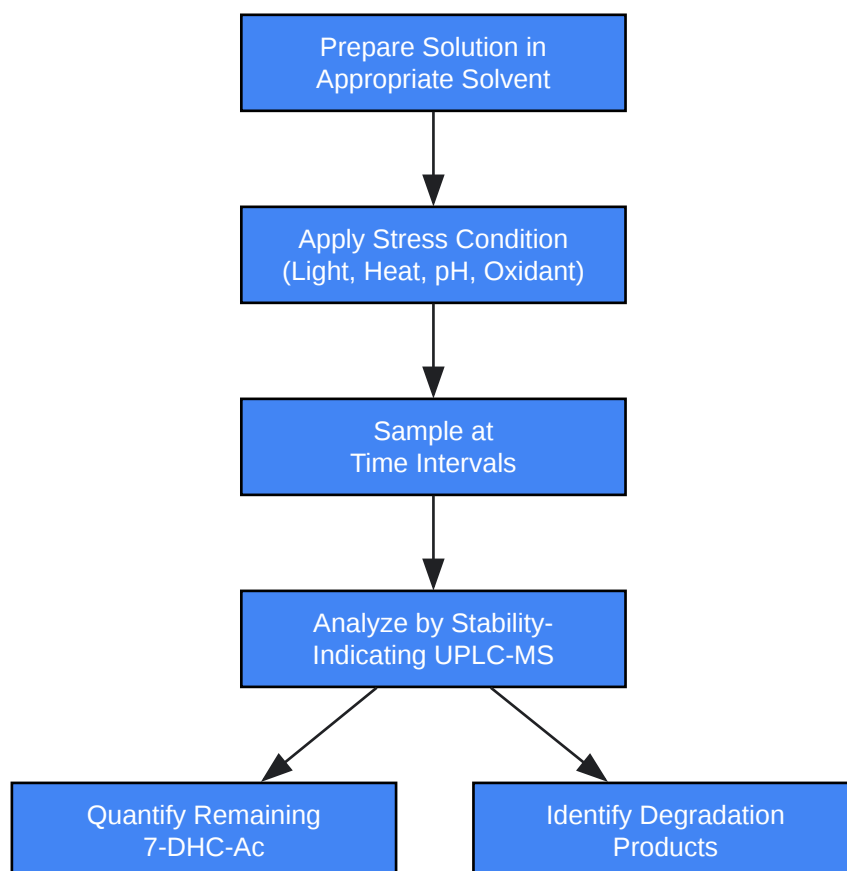 Prepare Solution in
Appropriate Solvent
Apply Stress Condition
(Light, Heat, pH, Oxidant)
Sample at
Time Intervals
Analyze by Stability-
Indicating UPLC-MS
Quantify Remaining
7-DHC-Ac
Identify Degradation
Products